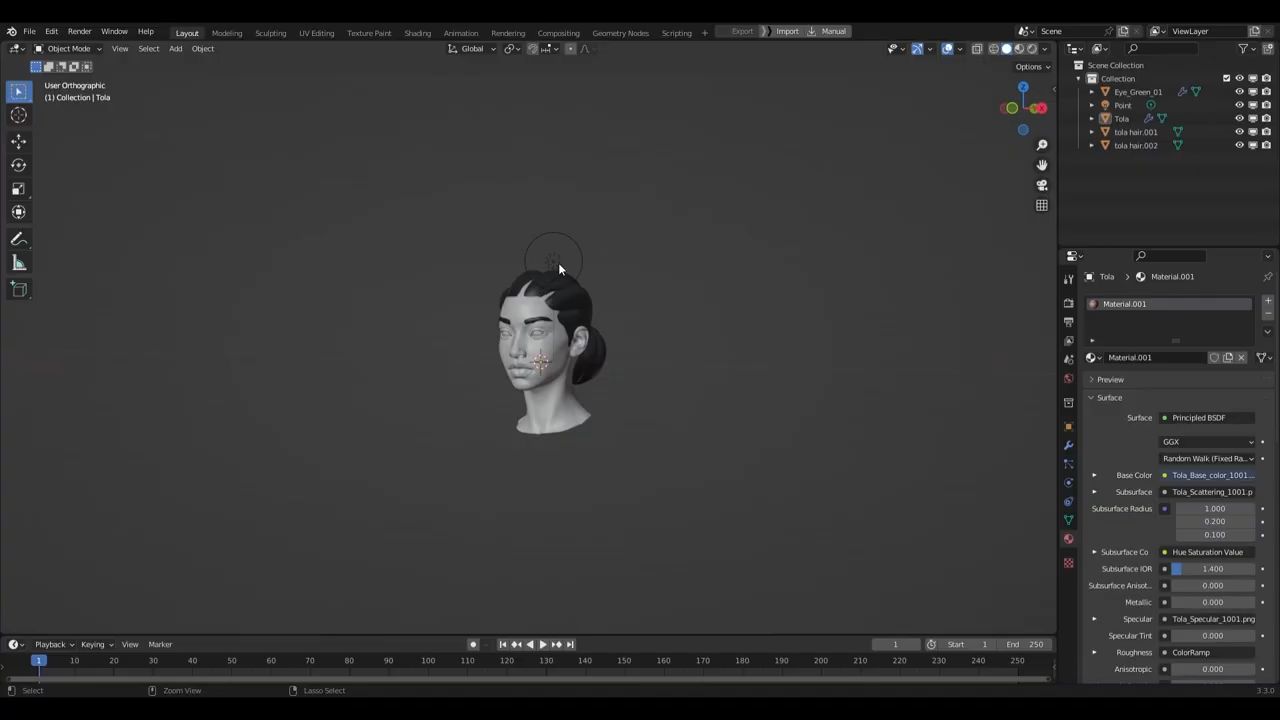 File Edit Render Window Help Layout Modeling Sculpting UV Editing Texture Paint Shading Animation Rendering Compositing Geometry Nodes Scripting + Export Import Manual Scene ViewLayer
Object Mode View Select Add Object Global
Options
User Orthographic
(1) Collection | Tola
Z
X
Scene Collection
Collection
Eye_Green_01
Point
Tola
tola hair.001
tola hair.002
Tola Material.001
Material.001
Material.001
Preview
Surface
Surface Principled BSDF
GGX
Random Walk (Fixed Ra...
Base Color Tola_Base_color_1001...
Subsurface Tola_Scattering_1001.p
Subsurface Radius 1.000
0.200
0.100
Subsurface Co Hue Saturation Value
Subsurface IOR 1.400
Subsurface Anisot.. 0.000
Metallic 0.000
Specular Tola_Specular_1001.png
Specular Tint 0.000
Roughness ColorRamp
Anisotropic 0.000
Playback Keying View Marker 1 Start 1 End 250
1 10 20 30 40 50 60 70 80 90 100 110 120 130 140 150 160 170 180 190 200 210 220 230 240 250
Select Zoom View Lasso Select 3.3.0